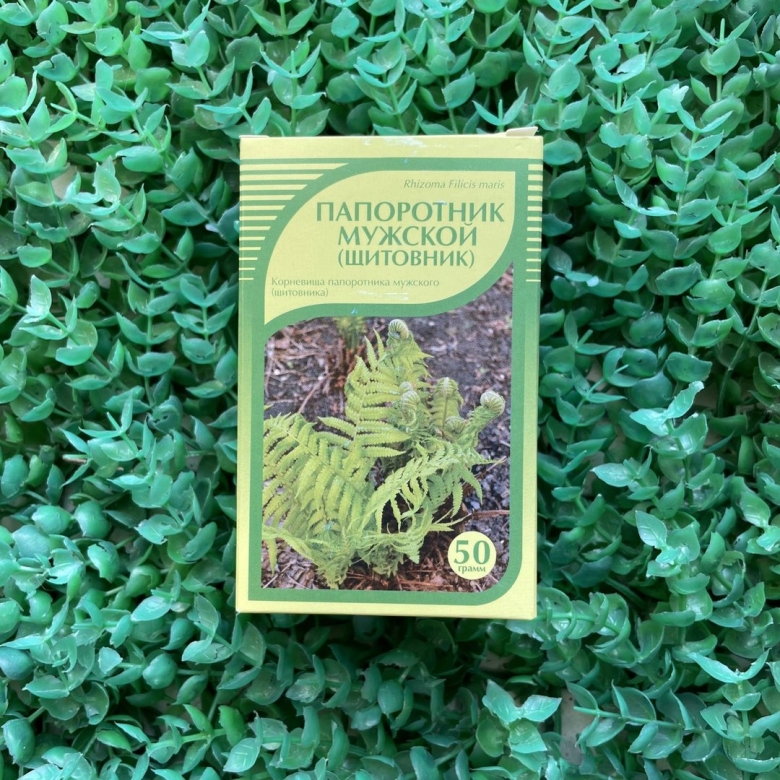 Rhizoma Filicis maris
ПАПОРОТНИК
МУЖСКОЙ
(ЩИТОВНИК)
Корневища папоротника мужского
(щитовника)
50
грамм